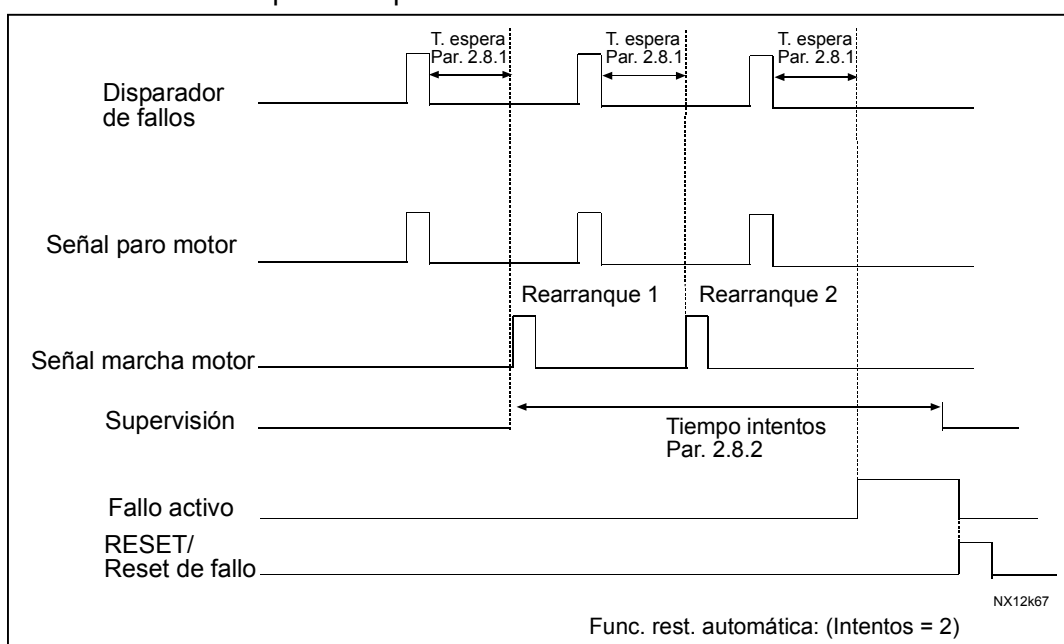 T. espera
Par. 2.8.1
T. espera
Par. 2.8.1
T. espera
Par. 2.8.1
Disparador
de fallos
Señal paro motor
Rearranque 1
Rearranque 2
Señal marcha motor
Supervisión
Tiempo intentos
Par. 2.8.2
Fallo activo
RESET/
Reset de fallo
NX12k67
Func. rest. automática: (Intentos = 2)